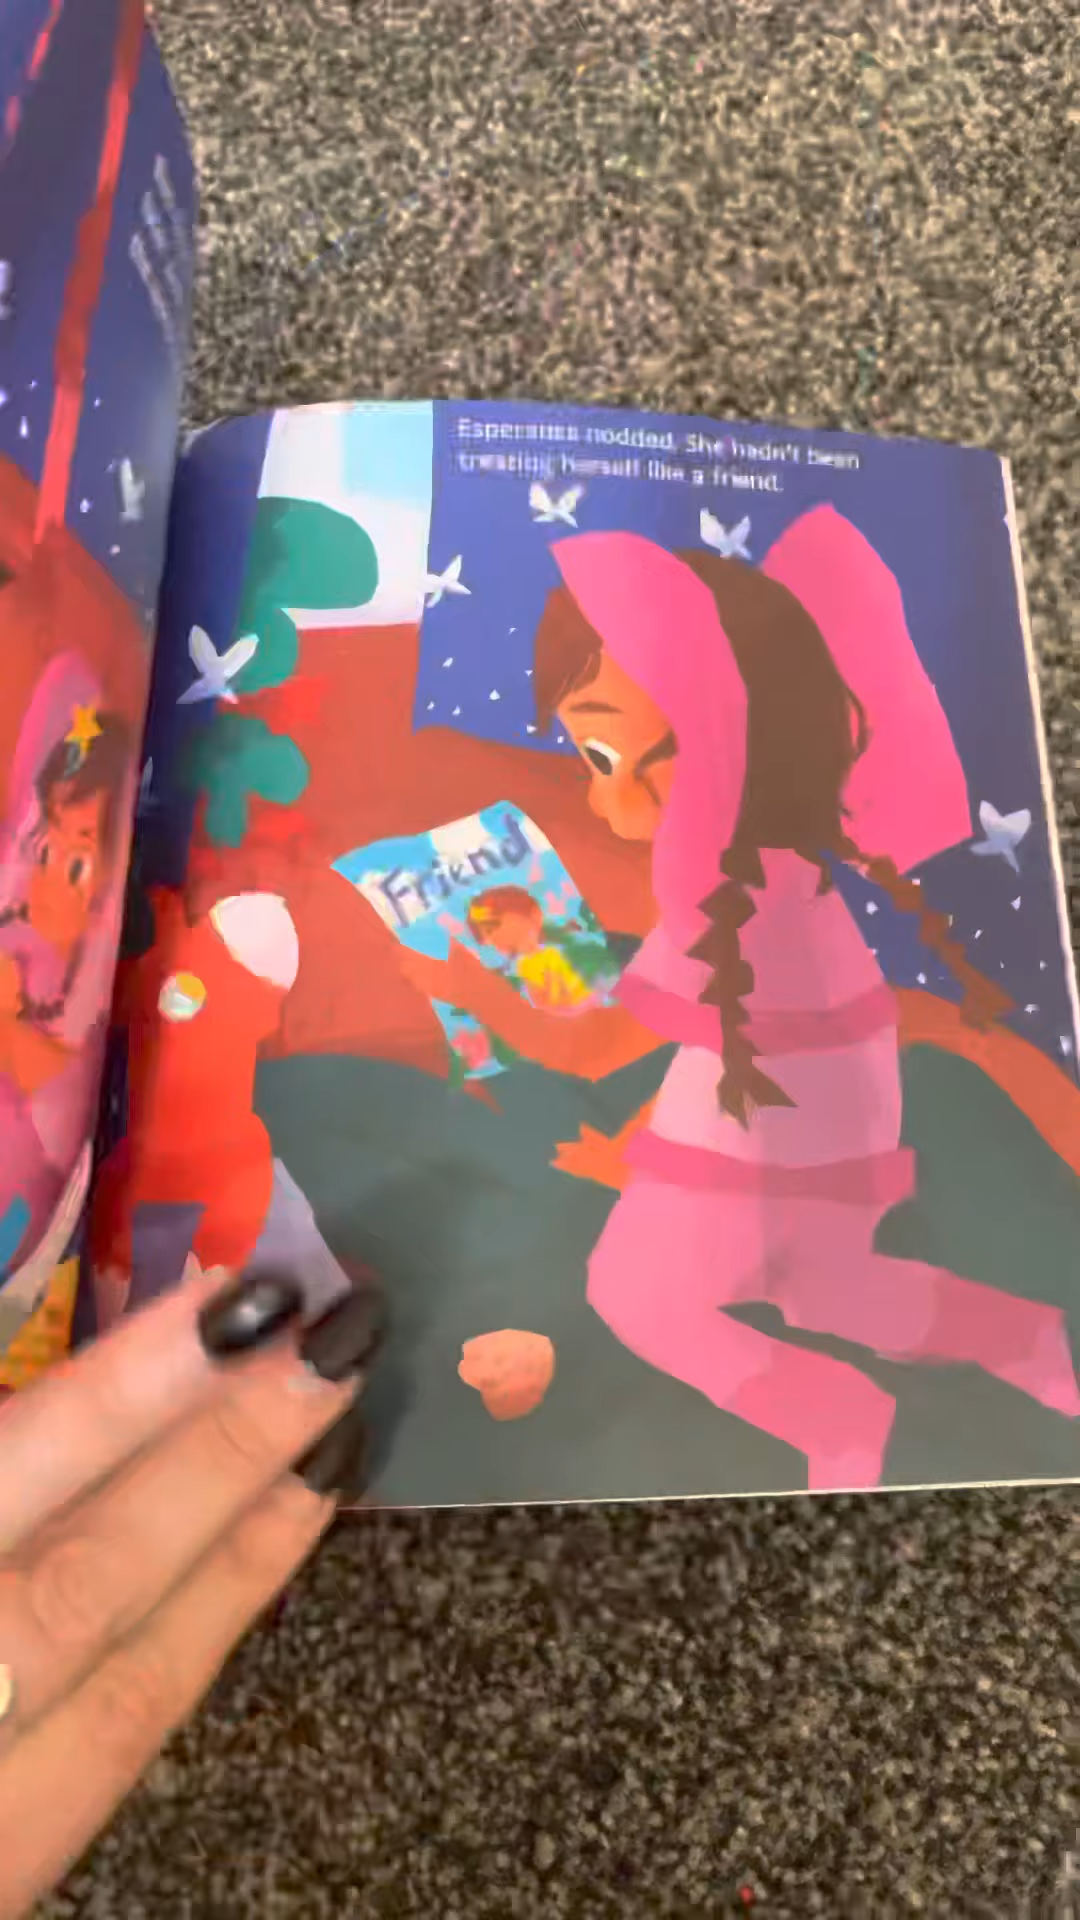 Esperanza nodded. She hadn't been
treating herself like a friend.
Friend